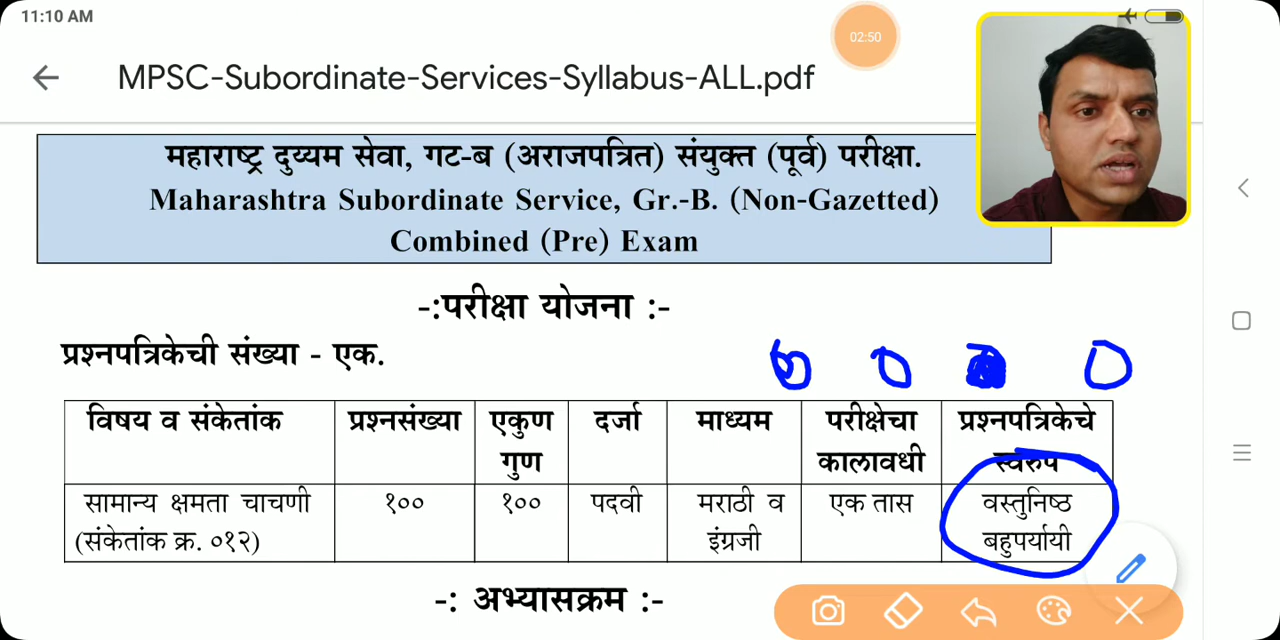 11:10 AM
02:50
MPSC-Subordinate-Services-Syllabus-ALL.pdf
महाराष्ट्र दुय्यम सेवा, गट-ब (अराजपत्रित) संयुक्त (पूर्व) परीक्षा.
Maharashtra Subordinate Service, Gr.-B. (Non-Gazetted)
Combined (Pre) Exam
-:परीक्षा योजना :-
प्रश्नपत्रिकेची संख्या - एक.
विषय व संकेतांक
प्रश्नसंख्या
एकुण
गुण
दर्जा
माध्यम
परीक्षेचा
कालावधी
प्रश्नपत्रिकेचे
स्वरुप
सामान्य क्षमता चाचणी
(संकेतांक क्र. ०१२)
१००
१००
पदवी
मराठी व
इंग्रजी
एक तास
वस्तुनिष्ठ
बहुपर्यायी
-: अभ्यासक्रम :-